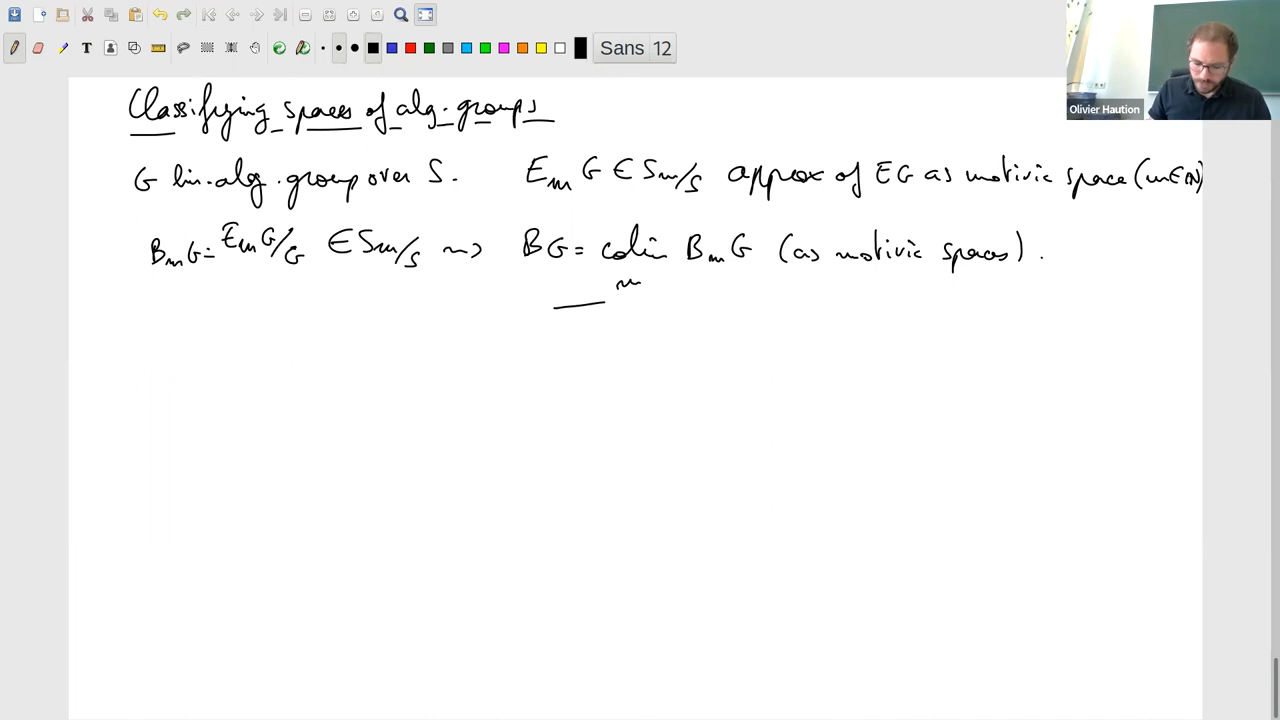 Sans 12
Olivier Haution
Classifying spaces of alg. groups
G lin. alg. group over S. E_m G ∈ Sm/S approx of EG as motivic space (m∈ℕ)
B_m G = E_m G/G ∈ Sm/S ⇝ BG = colim B_m G (as motivic spaces).
m